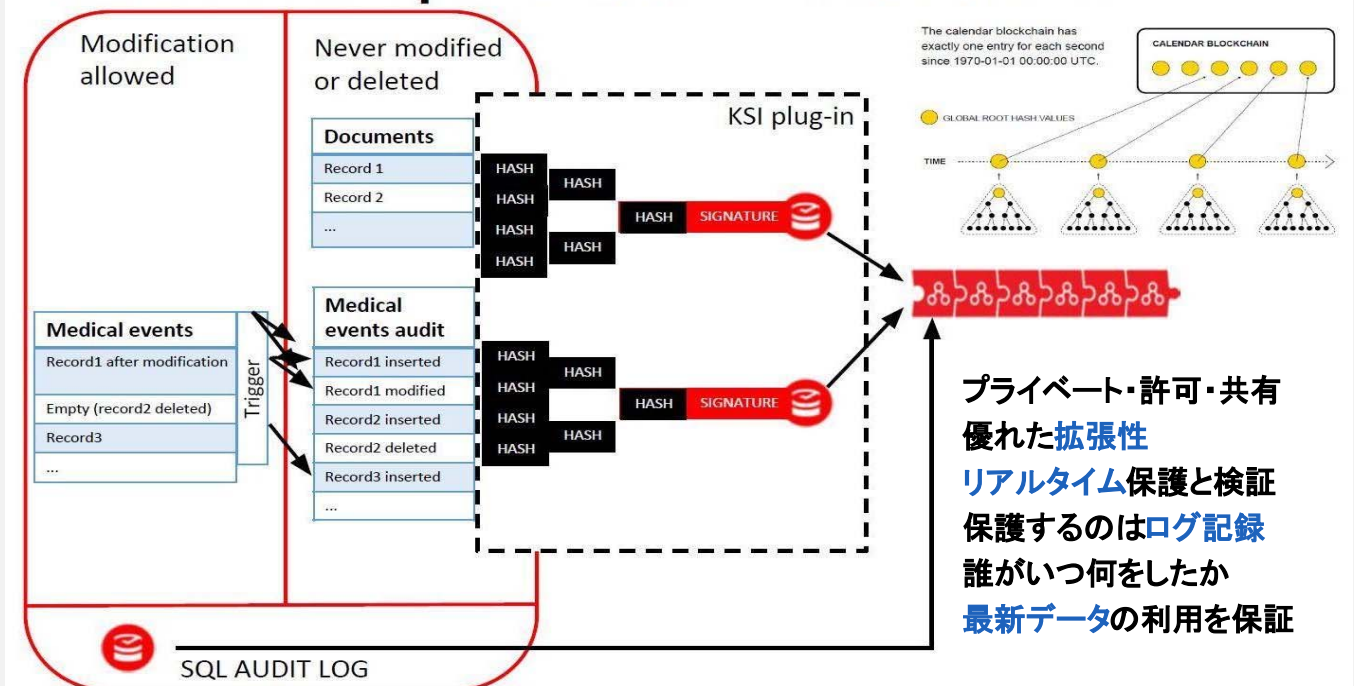 Modification
allowed
Never modified
or deleted
Documents
Record 1
Record 2
...
Medical events
Record1 after modification
Empty (record2 deleted)
Record3
...
Trigger
Medical
events audit
Record1 inserted
Record1 modified
Record2 inserted
Record2 deleted
Record3 inserted
...
KSI plug-in
HASH
HASH
HASH
HASH
HASH
HASH
HASH
SIGNATURE
HASH
HASH
HASH
HASH
HASH
HASH
HASH
SIGNATURE
SQL AUDIT LOG
The calendar blockchain has
exactly one entry for each second
since 1970-01-01 00:00:00 UTC.
CALENDAR BLOCKCHAIN
GLOBAL ROOT HASH VALUES
TIME
プライベート・許可・共有
優れた拡張性
リアルタイム保護と検証
保護するのはログ記録
誰がいつ何をしたか
最新データの利用を保証